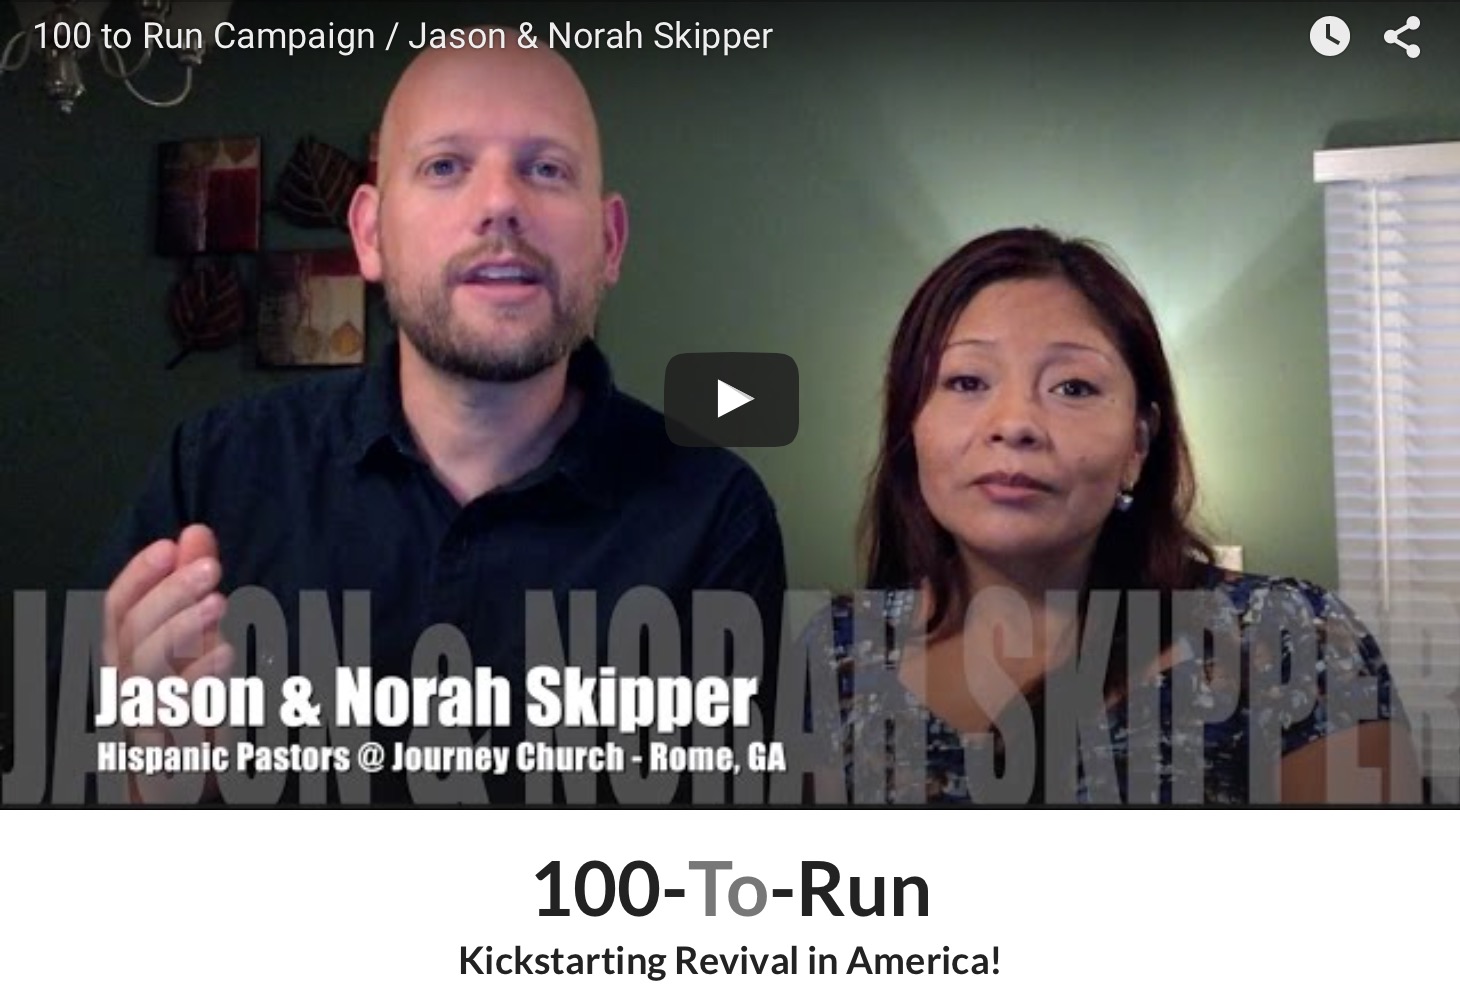 100 to Run Campaign / Jason & Norah Skipper
JASON & NORAH SKIPPER
Jason & Norah Skipper
Hispanic Pastors @ Journey Church - Rome, GA
100-To-Run
Kickstarting Revival in America!